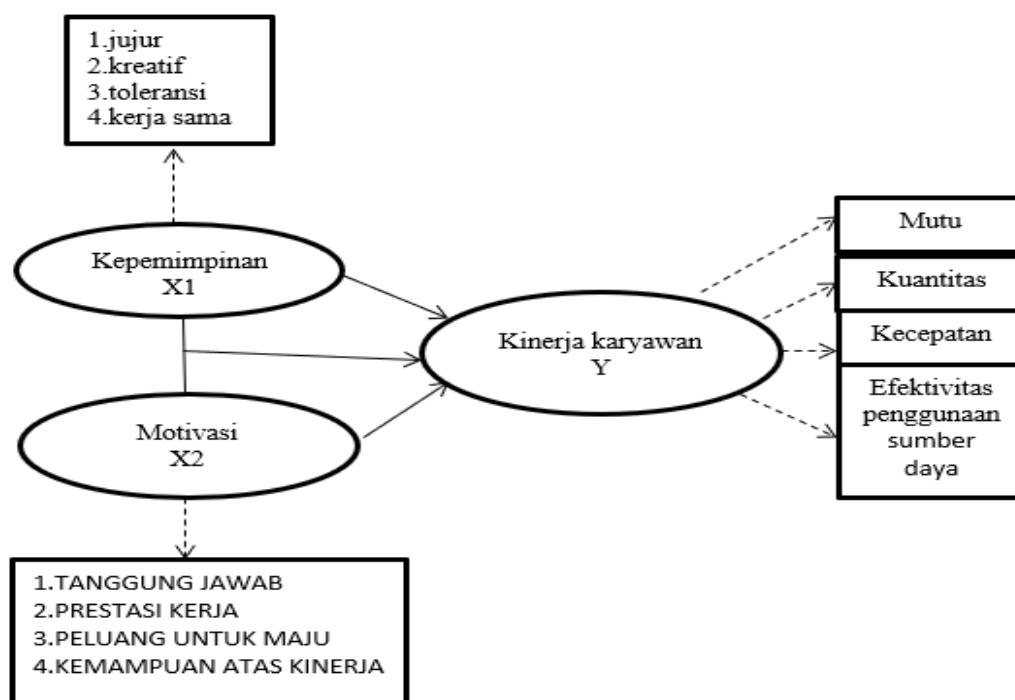 1.jujur
2.kreatif
3.toleransi
4.kerja sama
Kepemimpinan
X1
Kinerja karyawan
Y
Motivasi
X2
Mutu
Kuantitas
Kecepatan
Efektivitas
penggunaan
sumber
daya
1.TANGGUNG JAWAB
2.PRESTASI KERJA
3.PELUANG UNTUK MAJU
4.KEMAMPUAN ATAS KINERJA